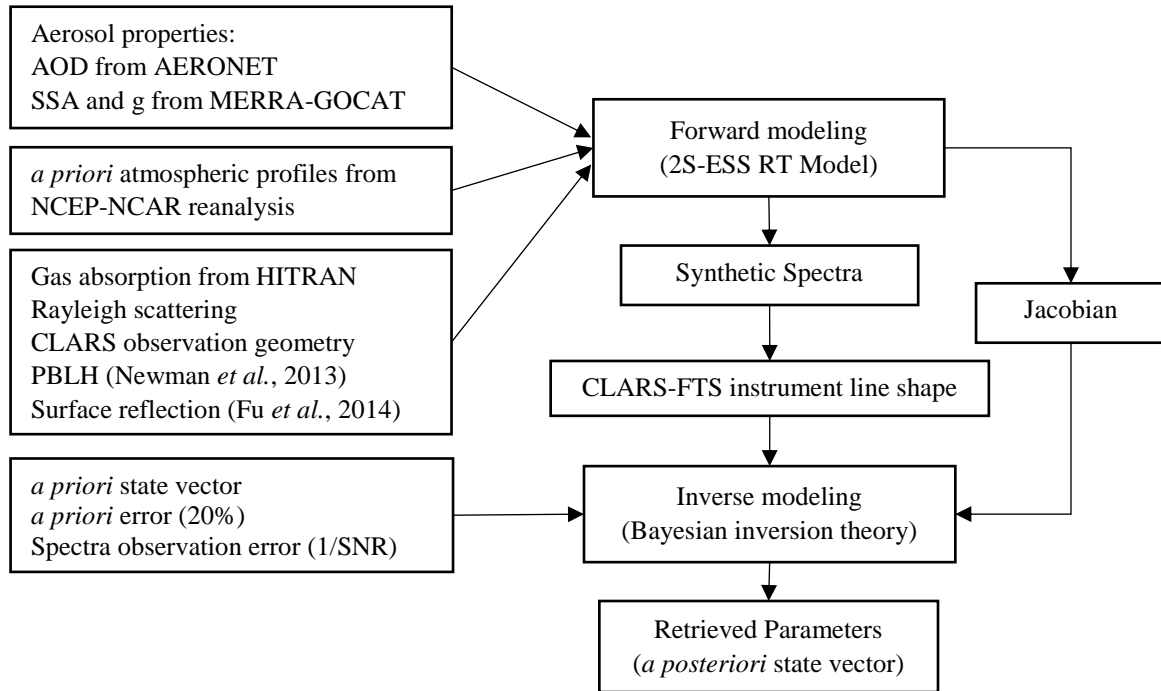 Aerosol properties:
AOD from AERONET
SSA and g from MERRA-GOCAT
a priori atmospheric profiles from
NCEP-NCAR reanalysis
Gas absorption from HITRAN
Rayleigh scattering
CLARS observation geometry
PBLH (Newman et al., 2013)
Surface reflection (Fu et al., 2014)
a priori state vector
a priori error (20%)
Spectra observation error (1/SNR)
Forward modeling
(2S-ESS RT Model)
Synthetic Spectra
Jacobian
CLARS-FTS instrument line shape
Inverse modeling
(Bayesian inversion theory)
Retrieved Parameters
(a posteriori state vector)